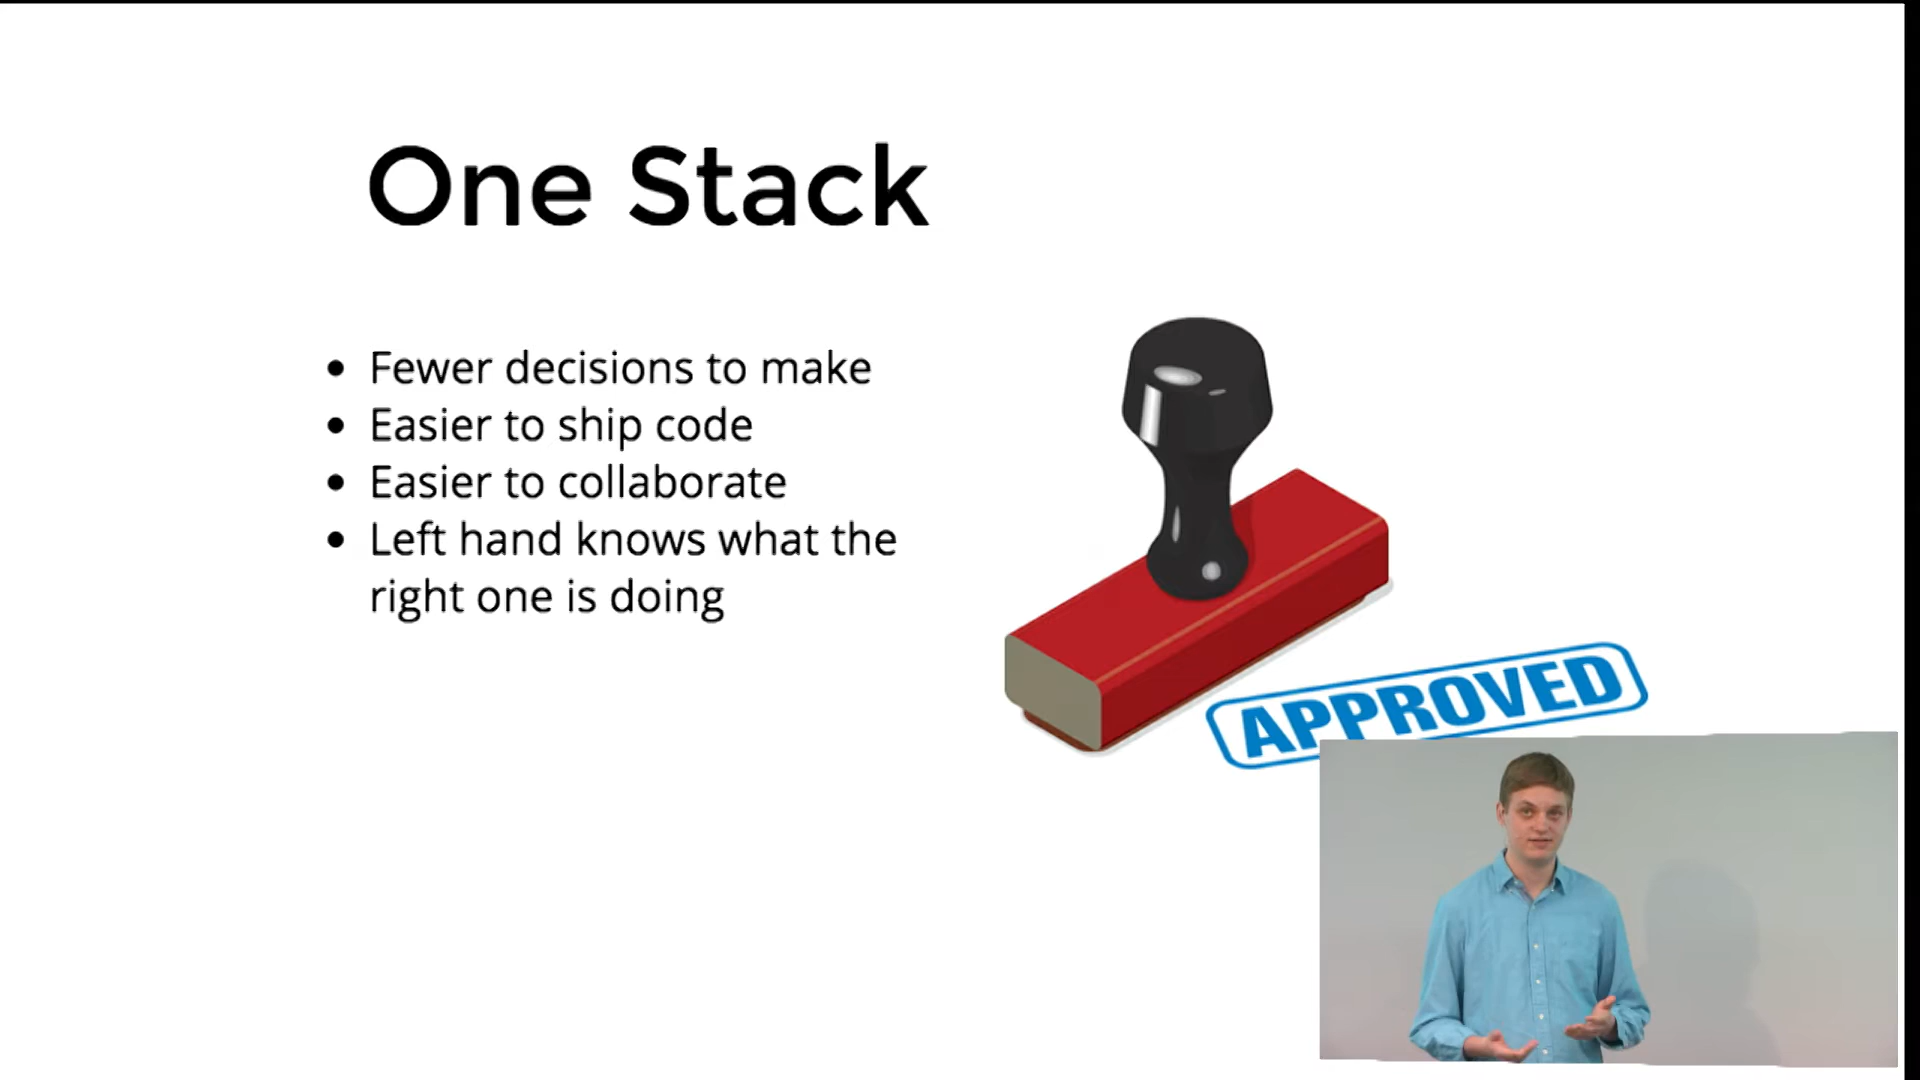 One Stack
• Fewer decisions to make
• Easier to ship code
• Easier to collaborate
• Left hand knows what the
right one is doing
APPROVED